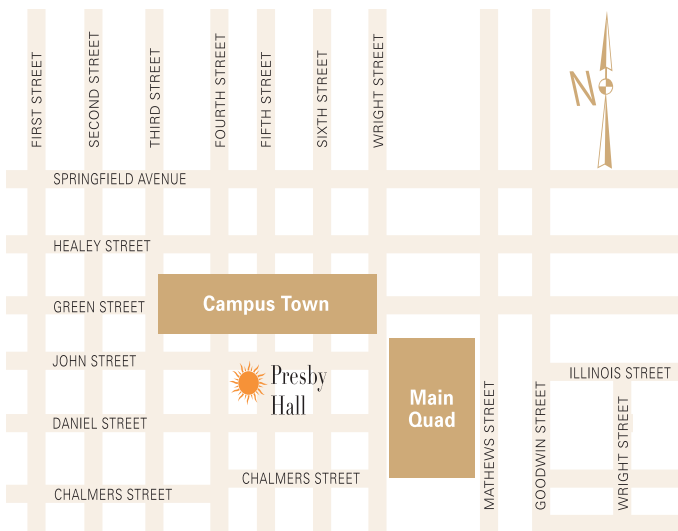 FIRST STREET
SECOND STREET
THIRD STREET
FOURTH STREET
FIFTH STREET
SIXTH STREET
WRIGHT STREET
N
SPRINGFIELD AVENUE
HEALEY STREET
GREEN STREET
Campus Town
JOHN STREET
Presby
Hall
Main
Quad
ILLINOIS STREET
DANIEL STREET
MATHEWS STREET
GOODWIN STREET
WRIGHT STREET
CHALMERS STREET
CHALMERS STREET